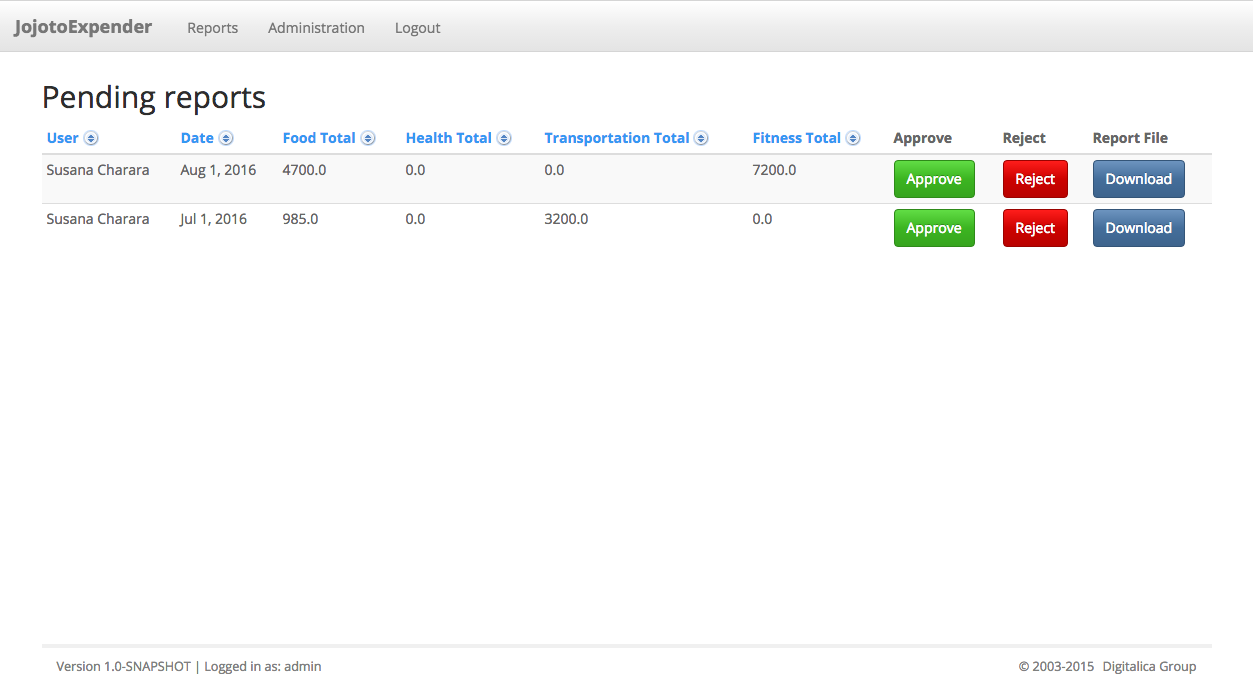 JojotoExpender Reports Administration Logout
Pending reports
User Date Food Total Health Total Transportation Total Fitness Total Approve Reject Report File
Susana Charara Aug 1, 2016 4700.0 0.0 0.0 7200.0 Approve Reject Download
Susana Charara Jul 1, 2016 985.0 0.0 3200.0 0.0 Approve Reject Download
Version 1.0-SNAPSHOT | Logged in as: admin © 2003-2015 Digitalica Group